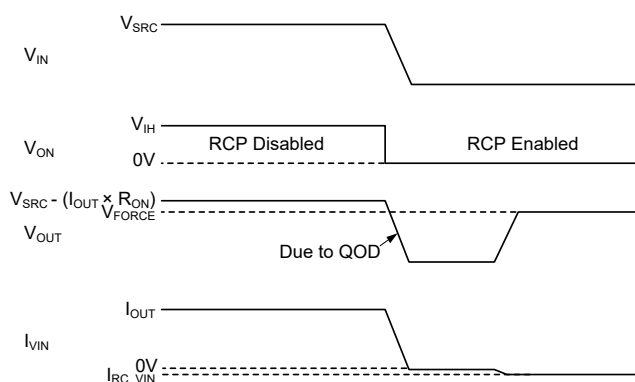 V_SRC
V_IN
V_IH
RCP Disabled
RCP Enabled
V_ON
0V
V_SRC - (I_OUT × R_ON)
V_FORCE
V_OUT
Due to QOD
I_OUT
I_VIN
0V
I_RC_VIN